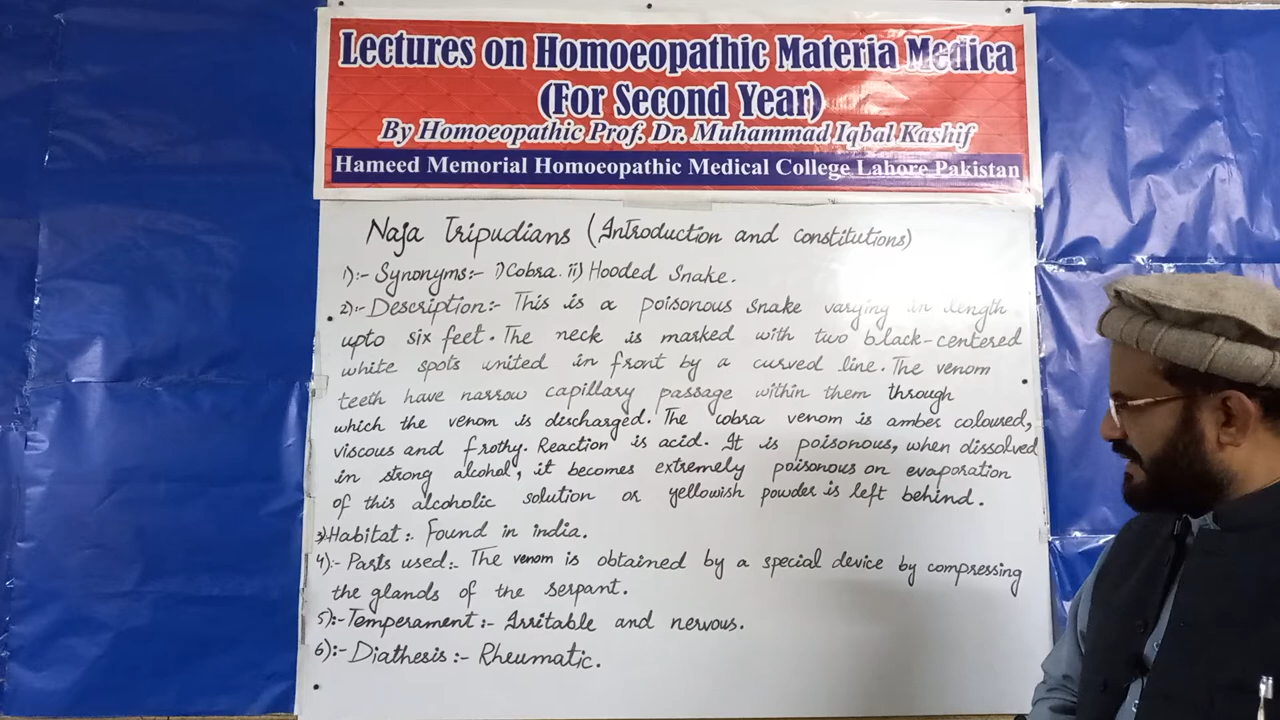 Lectures on Homoeopathic Materia Medica
(For Second Year)
By Homoeopathic Prof. Dr. Muhammad Iqbal Kashif
Hameed Memorial Homoeopathic Medical College Lahore Pakistan
Naja Tripudians (Introduction and constitutions)
1):- Synonyms:- i) Cobra. ii) Hooded Snake.
2):- Description:- This is a poisonous snake varying in length
upto six feet. The neck is marked with two black-centered
white spots united in front by a curved line. The venom
teeth have narrow capillary passage within them through
which the venom is discharged. The cobra venom is amber coloured,
viscous and frothy. Reaction is acid. It is poisonous, when dissolved
in strong alcohol, it becomes extremely poisonous on evaporation
of this alcoholic solution or yellowish powder is left behind.
3) Habitat:- Found in india.
4):- Parts used:- The venom is obtained by a special device by compressing
the glands of the serpant.
5):- Temperament:- Irritable and nervous.
6):- Diathesis:- Rheumatic.